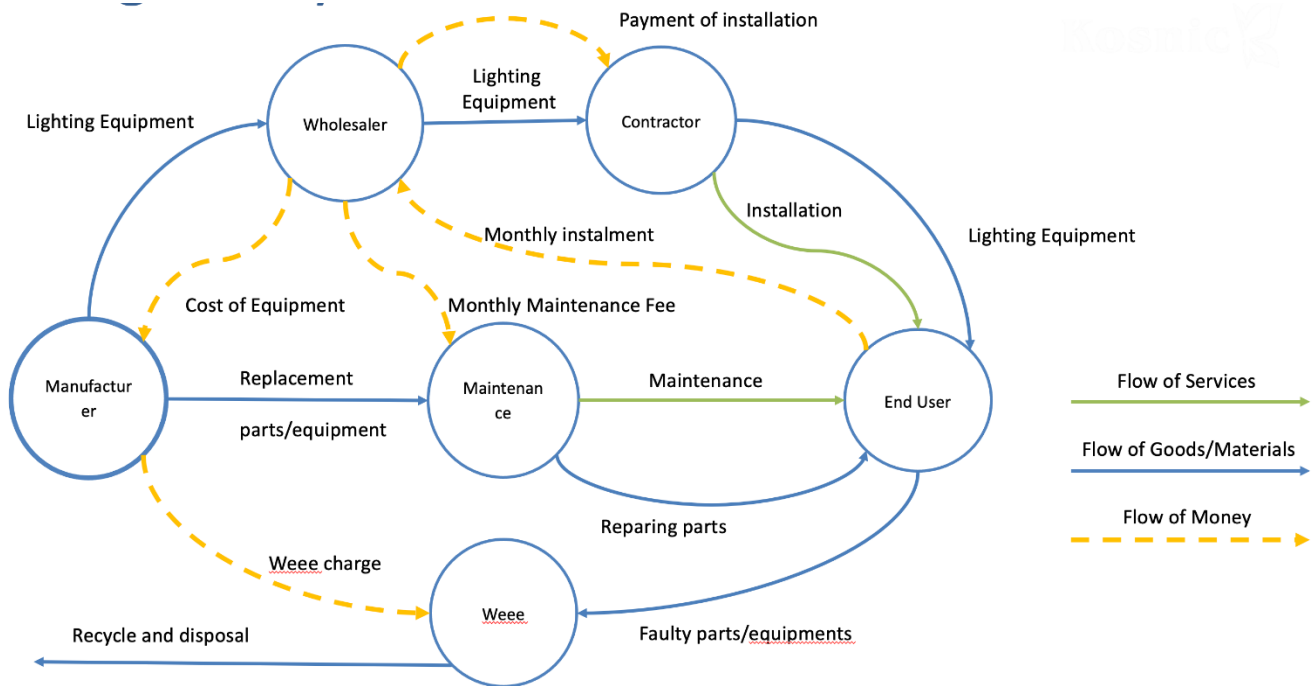 Payment of installation
Lighting
Equipment
Lighting Equipment
Wholesaler
Contractor
Installation
Monthly instalment
Lighting Equipment
Cost of Equipment
Monthly Maintenance Fee
Manufactur
er
Replacement
parts/equipment
Maintenan
ce
Maintenance
End User
Flow of Services
Flow of Goods/Materials
Flow of Money
Reparing parts
Weee charge
Weee
Recycle and disposal
Faulty parts/equipments